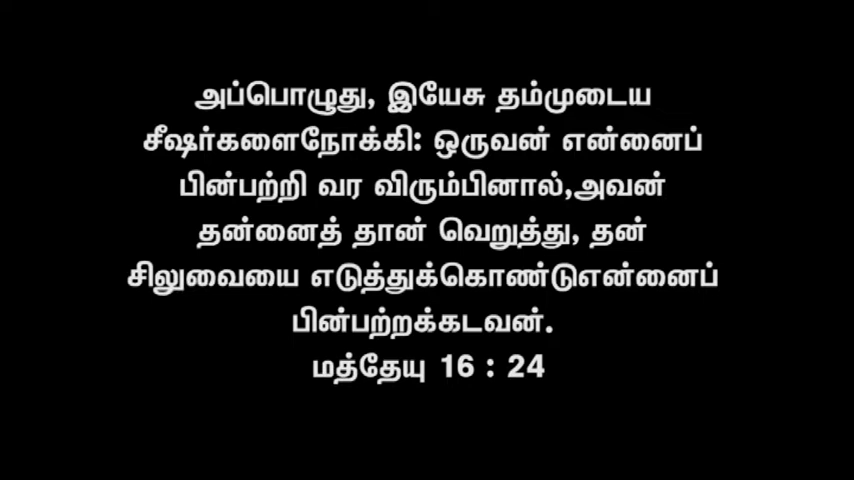 அப்பொழுது, இயேசு தம்முடைய
சீஷர்களைநோக்கி: ஒருவன் என்னைப்
பின்பற்றி வர விரும்பினால்,அவன்
தன்னைத் தான் வெறுத்து, தன்
சிலுவையை எடுத்துக்கொண்டுஎன்னைப்
பின்பற்றக்கடவன்.
மத்தேயு 16 : 24